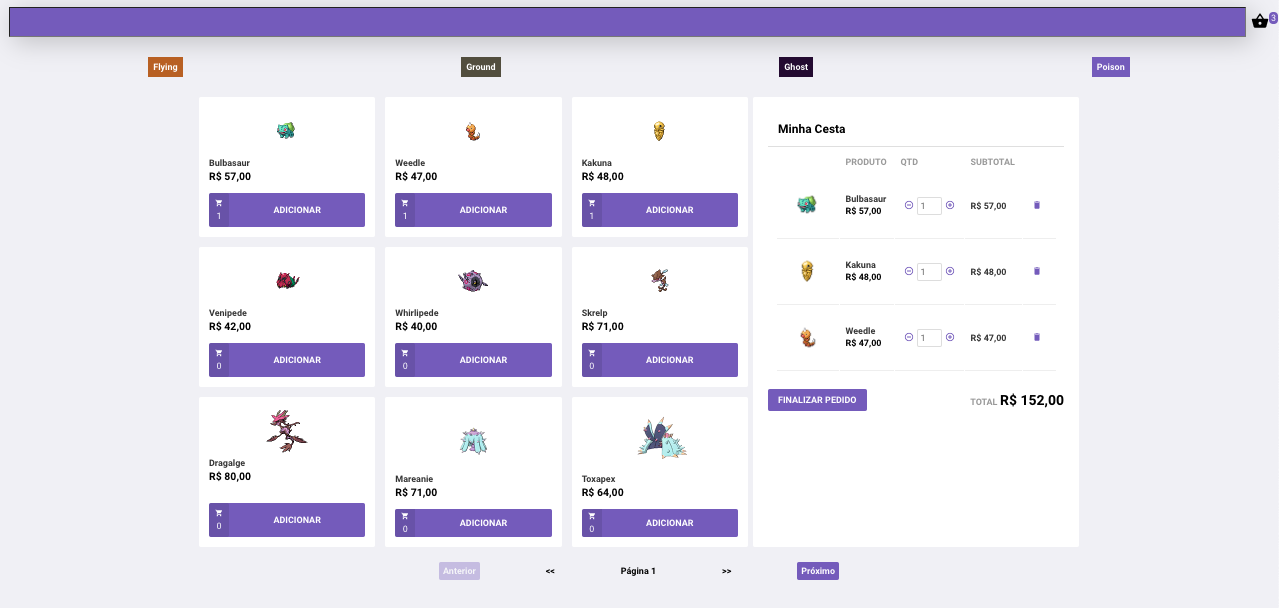 3
Flying
Ground
Ghost
Poison
Bulbasaur
R$ 57,00
1
ADICIONAR
Weedle
R$ 47,00
1
ADICIONAR
Kakuna
R$ 48,00
1
ADICIONAR
Venipede
R$ 42,00
0
ADICIONAR
Whirlipede
R$ 40,00
0
ADICIONAR
Skrelp
R$ 71,00
0
ADICIONAR
Dragalge
R$ 80,00
0
ADICIONAR
Mareanie
R$ 71,00
0
ADICIONAR
Toxapex
R$ 64,00
0
ADICIONAR
Minha Cesta
PRODUTO QTD SUBTOTAL
Bulbasaur
R$ 57,00
1
R$ 57,00
Kakuna
R$ 48,00
1
R$ 48,00
Weedle
R$ 47,00
1
R$ 47,00
FINALIZAR PEDIDO
TOTAL R$ 152,00
Anterior
<<
Página 1
>>
Próximo